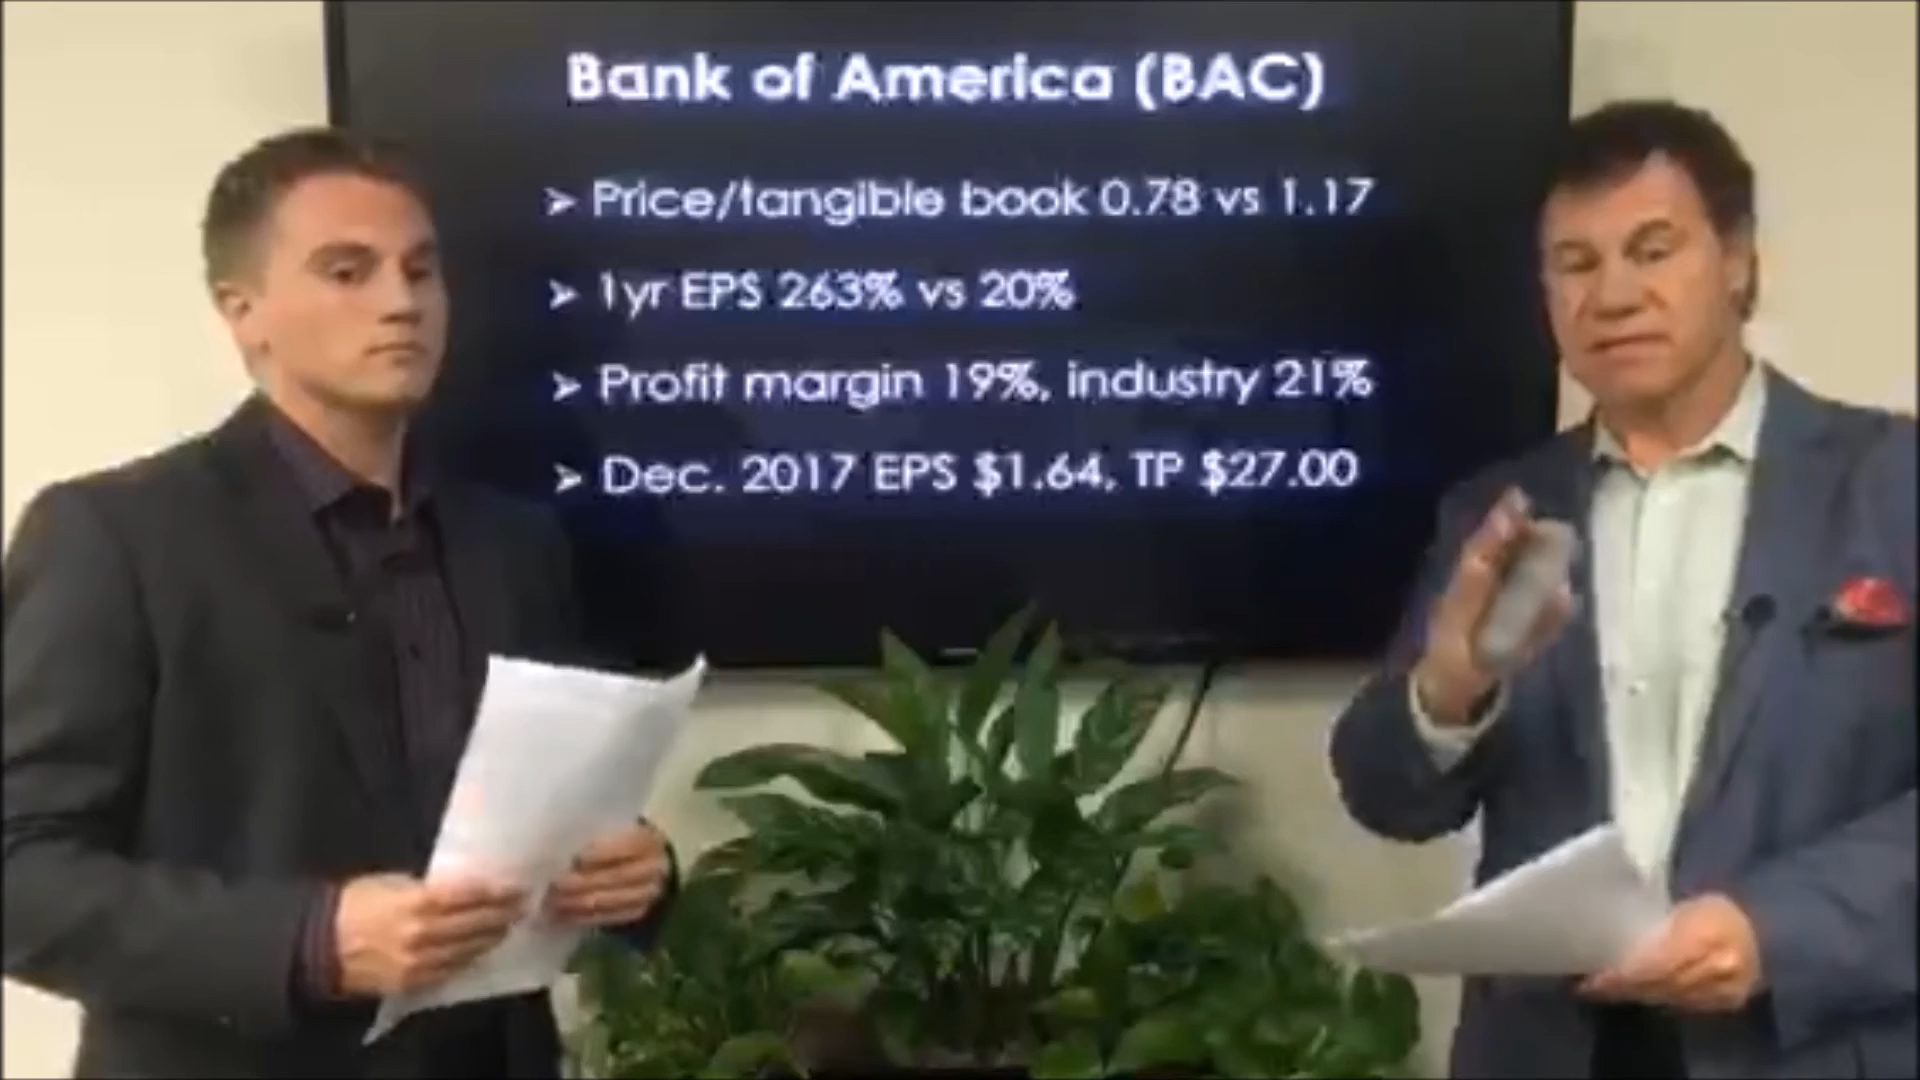 Bank of America (BAC)
➢ Price/tangible book 0.78 vs 1.17
➢ 1yr EPS 263% vs 20%
➢ Profit margin 19%, industry 21%
➢ Dec. 2017 EPS $1.64, TP $27.00